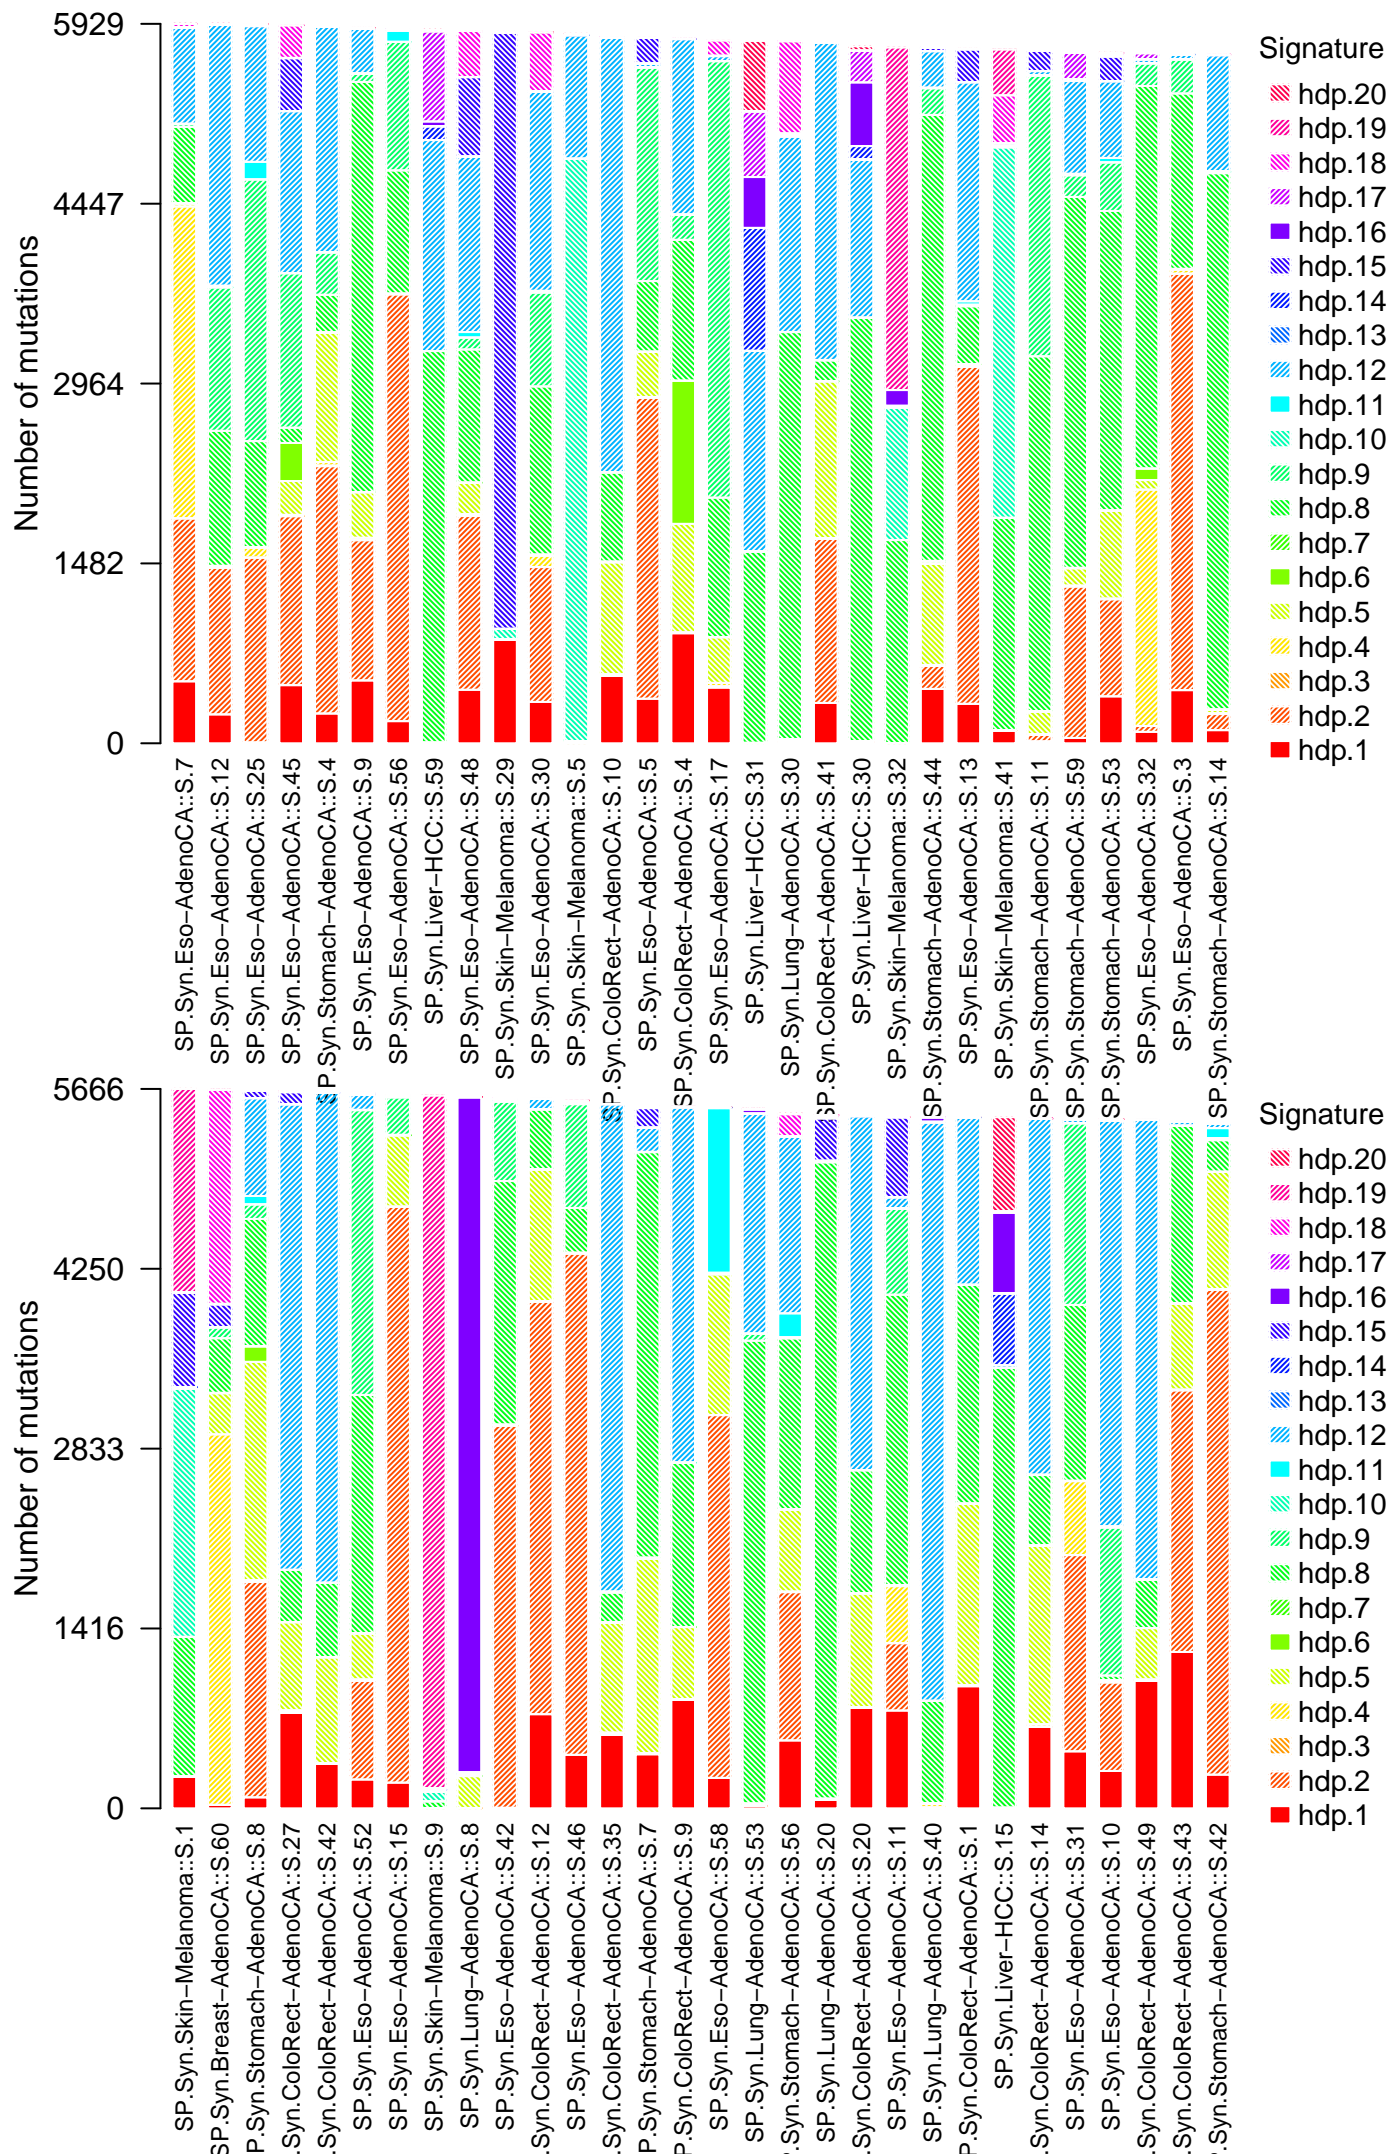 5929
4447
2964
1482
0
Number of mutations
Signature
hdp.20
hdp.19
hdp.18
hdp.17
hdp.16
hdp.15
hdp.14
hdp.13
hdp.12
hdp.11
hdp.10
hdp.9
hdp.8
hdp.7
hdp.6
hdp.5
hdp.4
hdp.3
hdp.2
hdp.1
SP.Syn.Eso−AdenoCA::S.7
SP.Syn.Eso−AdenoCA::S.12
SP.Syn.Eso−AdenoCA::S.25
SP.Syn.Eso−AdenoCA::S.45
SP.Syn.Stomach−AdenoCA::S.4
SP.Syn.Eso−AdenoCA::S.9
SP.Syn.Eso−AdenoCA::S.56
SP.Syn.Liver−HCC::S.59
SP.Syn.Eso−AdenoCA::S.48
SP.Syn.Skin−Melanoma::S.29
SP.Syn.Eso−AdenoCA::S.30
SP.Syn.Skin−Melanoma::S.5
SP.Syn.ColoRect−AdenoCA::S.10
SP.Syn.Eso−AdenoCA::S.5
SP.Syn.ColoRect−AdenoCA::S.4
SP.Syn.Eso−AdenoCA::S.17
SP.Syn.Liver−HCC::S.31
SP.Syn.Lung−AdenoCA::S.30
SP.Syn.ColoRect−AdenoCA::S.41
SP.Syn.Liver−HCC::S.30
SP.Syn.Skin−Melanoma::S.32
SP.Syn.Stomach−AdenoCA::S.44
SP.Syn.Eso−AdenoCA::S.13
SP.Syn.Skin−Melanoma::S.41
SP.Syn.Stomach−AdenoCA::S.11
SP.Syn.Stomach−AdenoCA::S.59
SP.Syn.Stomach−AdenoCA::S.53
SP.Syn.Eso−AdenoCA::S.32
SP.Syn.Eso−AdenoCA::S.3
SP.Syn.Stomach−AdenoCA::S.14
5666
4250
2833
1416
0
Number of mutations
Signature
hdp.20
hdp.19
hdp.18
hdp.17
hdp.16
hdp.15
hdp.14
hdp.13
hdp.12
hdp.11
hdp.10
hdp.9
hdp.8
hdp.7
hdp.6
hdp.5
hdp.4
hdp.3
hdp.2
hdp.1
SP.Syn.Skin−Melanoma::S.1
SP.Syn.Breast−AdenoCA::S.60
P.Syn.Stomach−AdenoCA::S.8
.Syn.ColoRect−AdenoCA::S.27
.Syn.ColoRect−AdenoCA::S.42
SP.Syn.Eso−AdenoCA::S.52
SP.Syn.Eso−AdenoCA::S.15
SP.Syn.Skin−Melanoma::S.9
SP.Syn.Lung−AdenoCA::S.8
SP.Syn.Eso−AdenoCA::S.42
.Syn.ColoRect−AdenoCA::S.12
SP.Syn.Eso−AdenoCA::S.46
.Syn.ColoRect−AdenoCA::S.35
P.Syn.Stomach−AdenoCA::S.7
SP.Syn.ColoRect−AdenoCA::S.9
SP.Syn.Eso−AdenoCA::S.58
SP.Syn.Lung−AdenoCA::S.53
P.Syn.Stomach−AdenoCA::S.56
SP.Syn.Lung−AdenoCA::S.20
.Syn.ColoRect−AdenoCA::S.20
SP.Syn.Eso−AdenoCA::S.11
SP.Syn.Lung−AdenoCA::S.40
P.Syn.ColoRect−AdenoCA::S.1
SP.Syn.Liver−HCC::S.15
.Syn.ColoRect−AdenoCA::S.14
SP.Syn.Eso−AdenoCA::S.31
SP.Syn.Eso−AdenoCA::S.10
.Syn.ColoRect−AdenoCA::S.49
.Syn.ColoRect−AdenoCA::S.43
P.Syn.Stomach−AdenoCA::S.42